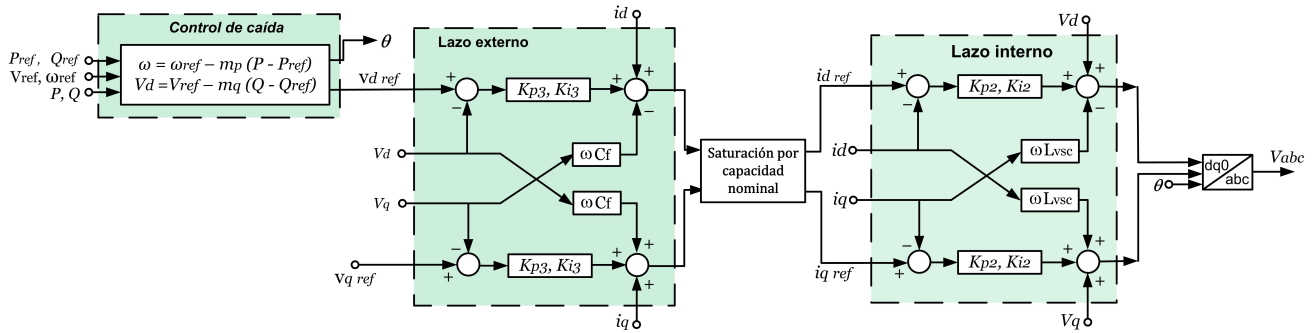 Control de caída
Pref, Qref
Vref, ωref
P, Q
ω = ωref – mp (P - Pref)
Vd =Vref – mq (Q - Qref)
θ
vd ref
Vd
Vq
vq ref
Lazo externo
id
+
−
Kp3, Ki3
+
+
−
ωCf
ωCf
−
+
Kp3, Ki3
+
+
+
iq
Saturación por
capacidad
nominal
id ref
id
iq
iq ref
Lazo interno
Vd
+
−
Kp2, Ki2
+
+
−
ωLvsc
ωLvsc
−
+
Kp2, Ki2
+
+
+
Vq
θ
dq0
abc
Vabc